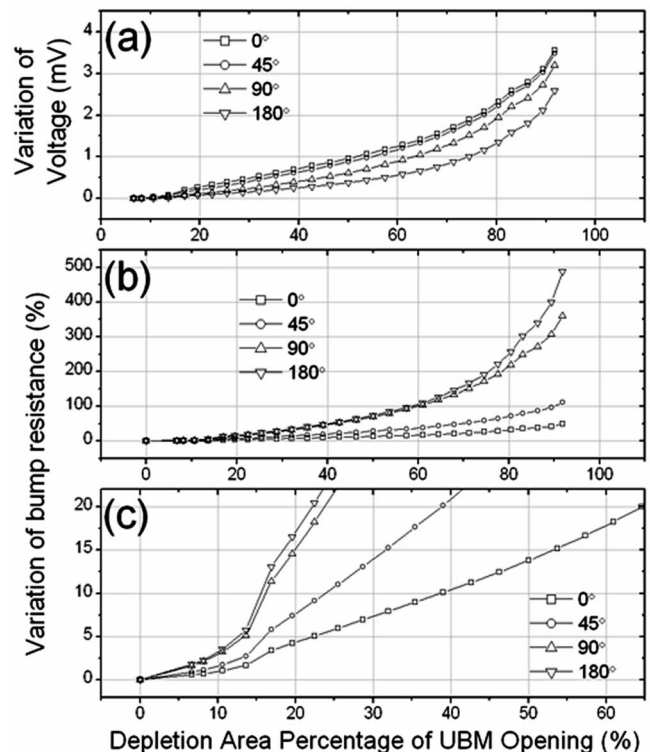 (a)
0°
45°
90°
180°
Variation of
Voltage (mV)
4
3
2
1
0
20 40 60 80 100
(b)
0°
45°
90°
180°
500
400
300
200
100
0
0 20 40 60 80 100
(c)
0°
45°
90°
180°
20
15
10
5
0
0 10 20 30 40 50 60
Variation of bump resistance (%)
Depletion Area Percentage of UBM Opening (%)